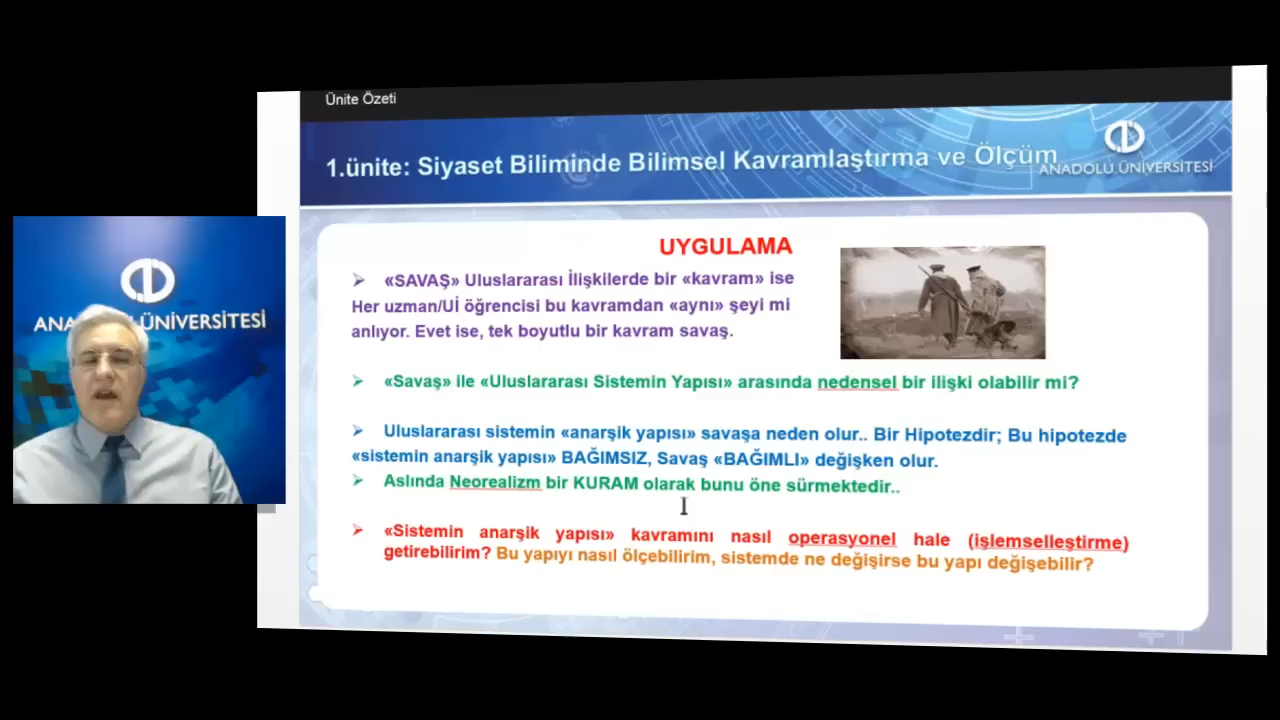 Ünite Özeti
1.ünite: Siyaset Biliminde Bilimsel Kavramlaştırma ve Ölçüm
ANADOLU ÜNİVERSİTESİ
UYGULAMA
«SAVAŞ» Uluslararası İlişkilerde bir «kavram» ise
Her uzman/Uİ öğrencisi bu kavramdan «aynı» şeyi mi
anlıyor. Evet ise, tek boyutlu bir kavram savaş.
«Savaş» ile «Uluslararası Sistemin Yapısı» arasında nedensel bir ilişki olabilir mi?
Uluslararası sistemin «anarşik yapısı» savaşa neden olur.. Bir Hipotezdir; Bu hipotezde
«sistemin anarşik yapısı» BAĞIMSIZ, Savaş «BAĞIMLI» değişken olur.
Aslında Neorealizm bir KURAM olarak bunu öne sürmektedir..
«Sistemin anarşik yapısı» kavramını nasıl operasyonel hale (işlemselleştirme)
getirebilirim? Bu yapıyı nasıl ölçebilirim, sistemde ne değişirse bu yapı değişebilir?
ANADOLU ÜNİVERSİTESİ